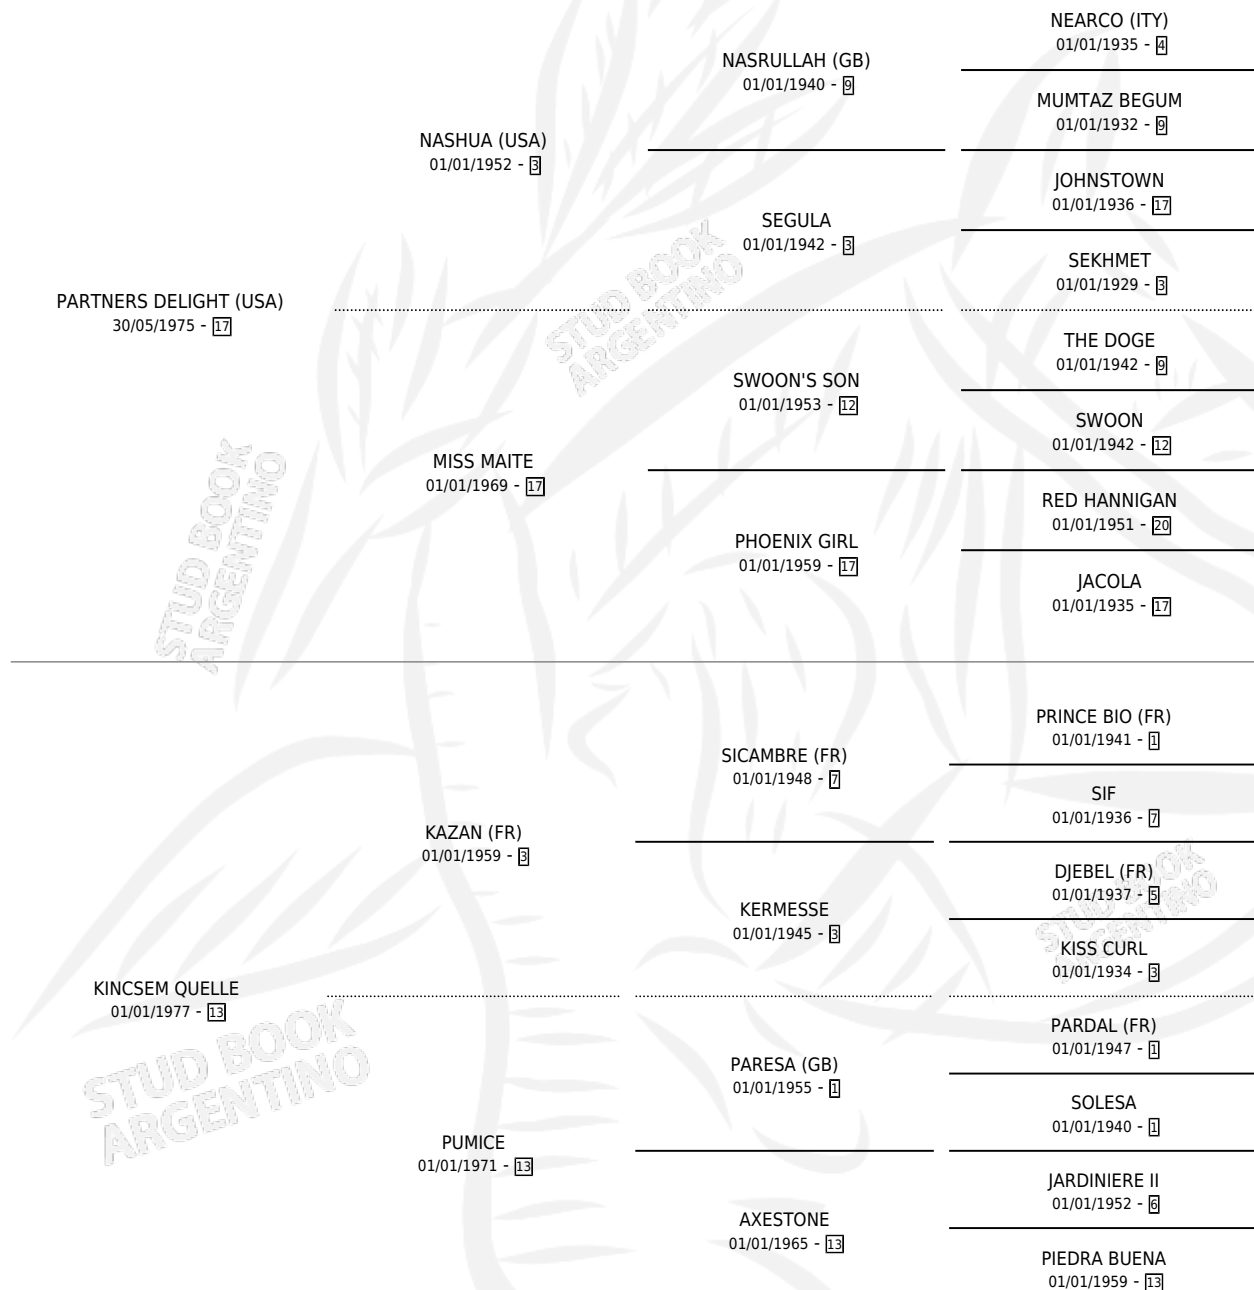 NEARCO (ITY)
01/01/1935 - 4
NASRULLAH (GB)
01/01/1940 - 9
MUMTAZ BEGUM
01/01/1932 - 9
NASHUA (USA)
01/01/1952 - 3
JOHNSTOWN
01/01/1936 - 17
SEGULA
01/01/1942 - 3
SEKHMET
01/01/1929 - 3
PARTNERS DELIGHT (USA)
30/05/1975 - 17
STUD BOOK
ARGENTINO
THE DOGE
01/01/1942 - 9
SWOON'S SON
01/01/1953 - 12
SWOON
01/01/1942 - 12
MISS MAITE
01/01/1969 - 17
RED HANNIGAN
01/01/1951 - 20
PHOENIX GIRL
01/01/1959 - 17
JACOLA
01/01/1935 - 17
STUD BOOK
ARGENTINO
PRINCE BIO (FR)
01/01/1941 - 1
SICAMBRE (FR)
01/01/1948 - 7
SIF
01/01/1936 - 7
KAZAN (FR)
01/01/1959 - 3
DJEBEL (FR)
01/01/1937 - 5
KERMESSE
01/01/1945 - 3
KISS CURL
01/01/1934 - 3
STUD BOOK
ARGENTINO
KINCSEM QUELLE
01/01/1977 - 13
STUD BOOK
ARGENTINO
PARDAL (FR)
01/01/1947 - 1
PARESA (GB)
01/01/1955 - 1
SOLESA
01/01/1940 - 1
PUMICE
01/01/1971 - 13
JARDINIERE II
01/01/1952 - 6
AXESTONE
01/01/1965 - 13
PIEDRA BUENA
01/01/1959 - 13